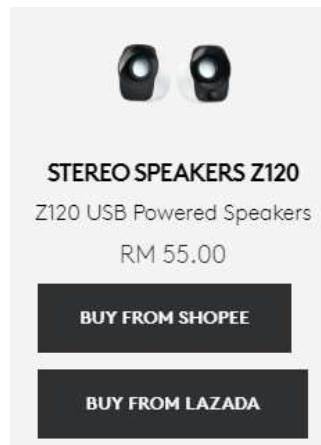 STEREO SPEAKERS Z120
Z120 USB Powered Speakers
RM 55.00
BUY FROM SHOPEE
BUY FROM LAZADA